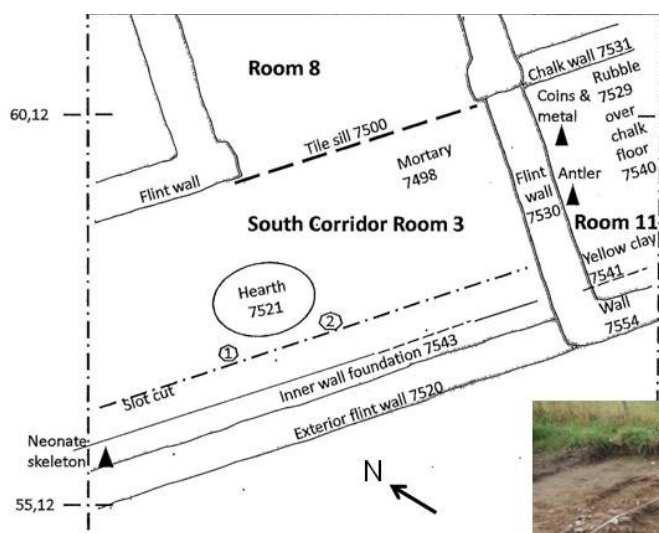 Room 8
Chalk wall 7531
Rubble
7529
over
chalk
floor
7540
Coins &
metal
60,12
Tile sill 7500
Mortary
7498
Flint wall
Flint
wall
7530
Antler
South Corridor Room 3
Room 11
Yellow clay
7541
Hearth
7521
Wall
7554
1
2
Slot cut
Inner wall foundation 7543
Exterior flint wall 7520
Neonate
skeleton
N
55,12